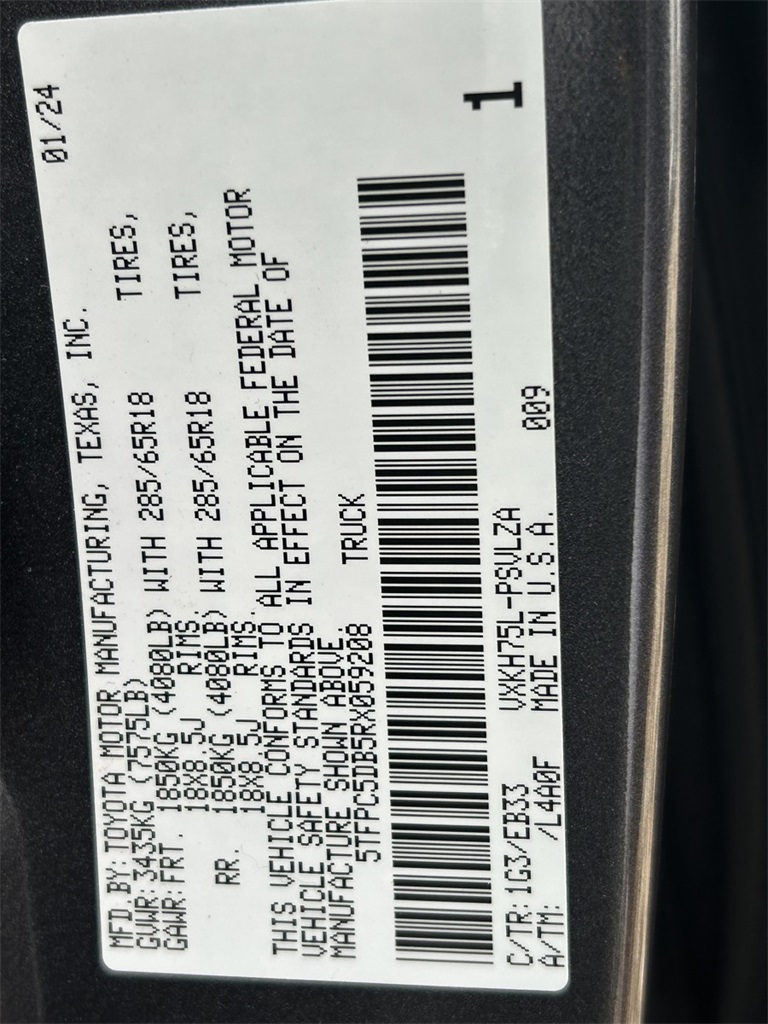 MFD.BY:TOYOTA MOTOR MANUFACTURING, TEXAS, INC. 01/24
GVWR:3435KG (7575LB)
GAWR:FRT. 1850KG (4080LB) WITH 285/65R18 TIRES,
18X8.5J RIMS
RR. 1850KG (4080LB) WITH 285/65R18 TIRES,
18X8.5J RIMS.
THIS VEHICLE CONFORMS TO ALL APPLICABLE FEDERAL MOTOR
VEHICLE SAFETY STANDARDS IN EFFECT ON THE DATE OF
MANUFACTURE SHOWN ABOVE.
5TFPC5DB5RX059208 TRUCK
C/TR:1G3/EB33 VXKH75L-PSVLZA 1
A/TM: /L4A0F MADE IN U.S.A. 009